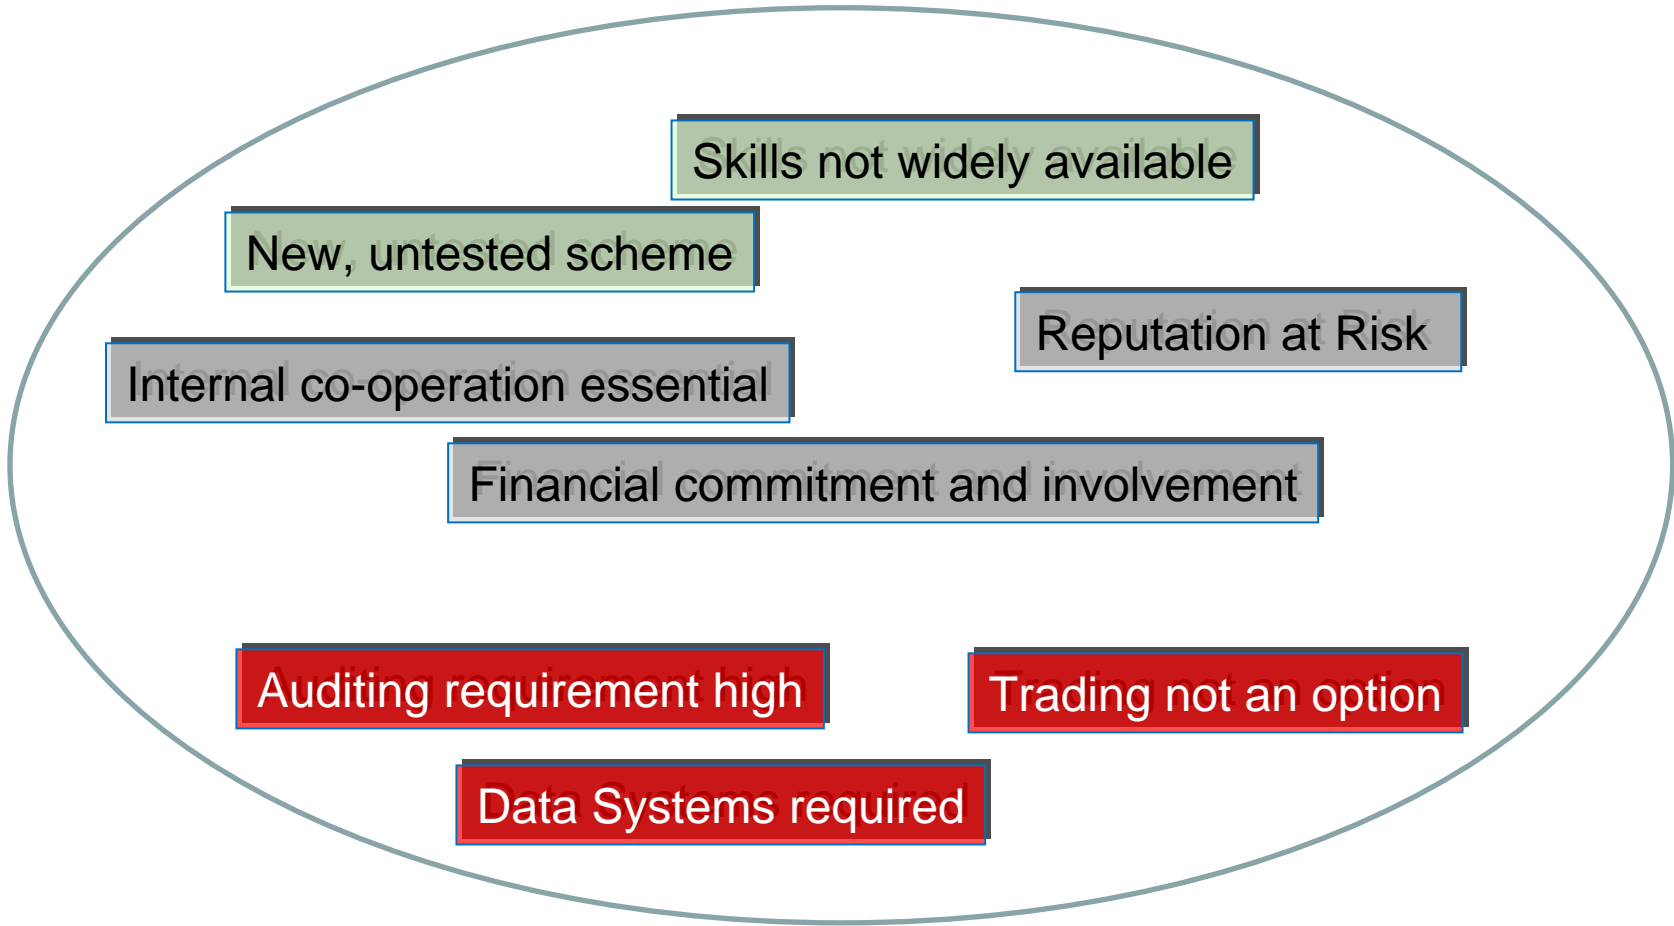 Skills not widely available
New, untested scheme
Reputation at Risk
Internal co-operation essential
Financial commitment and involvement
Auditing requirement high
Trading not an option
Data Systems required